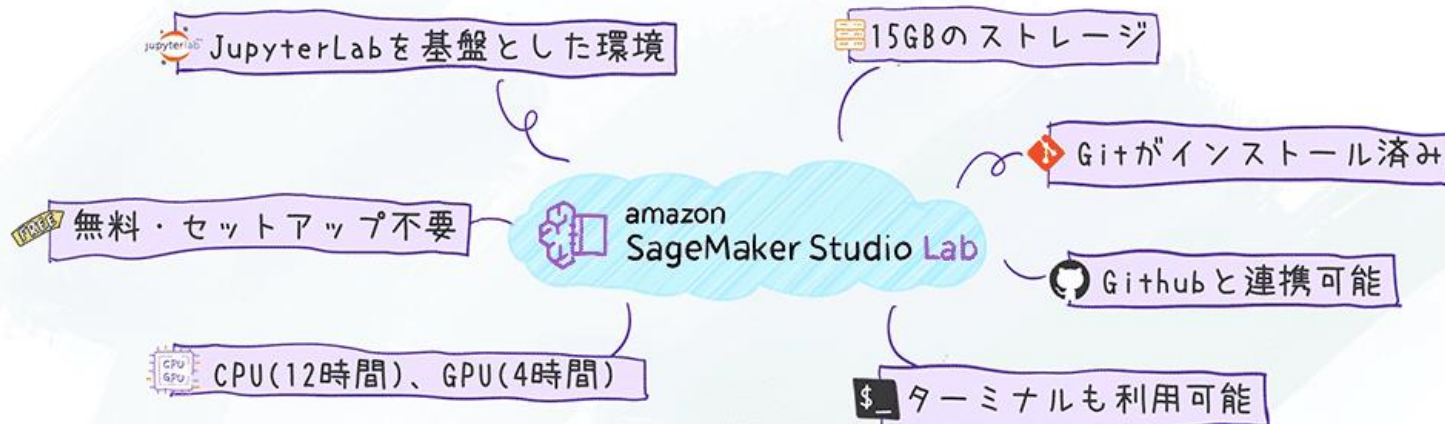 jupyterlab
JupyterLabを基盤とした環境
15GBのストレージ
Gitがインストール済み
FREE
無料・セットアップ不要
amazon
SageMaker Studio Lab
Githubと連携可能
CPU
GPU
CPU(12時間)、GPU(4時間)
$_
ターミナルも利用可能